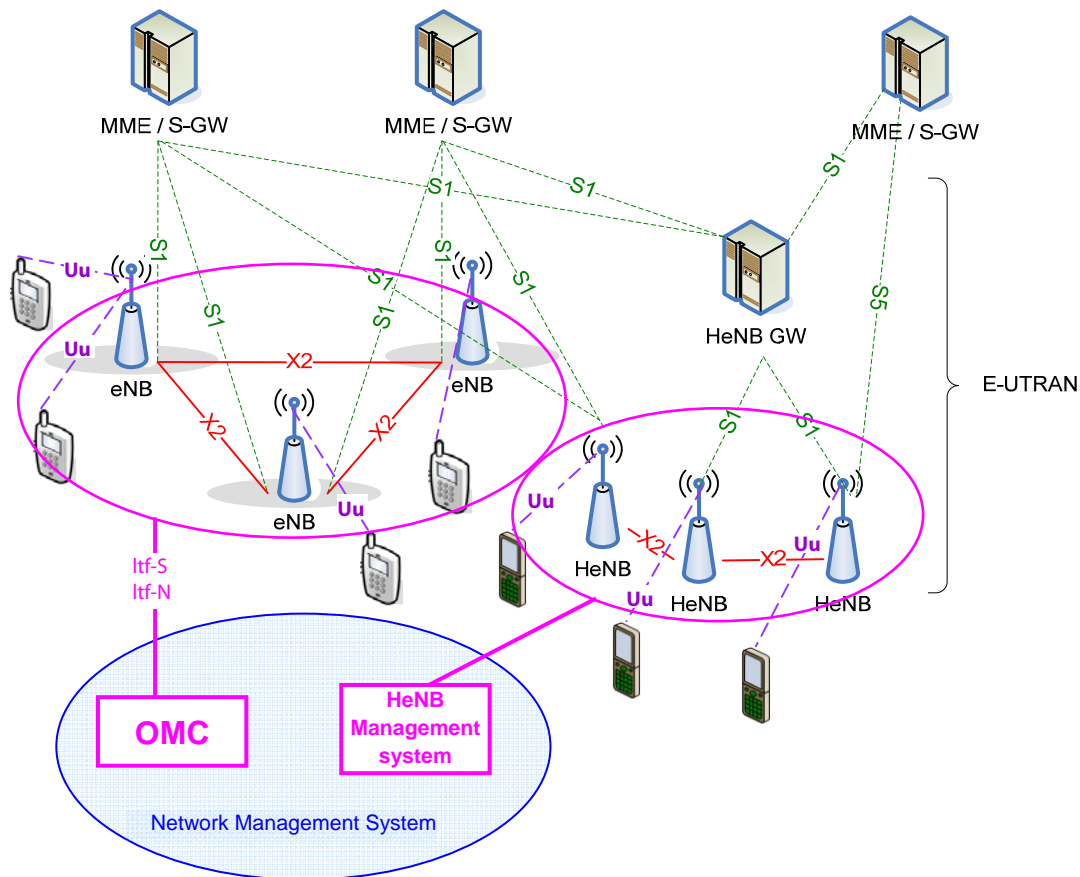 MME / S-GW
MME / S-GW
MME / S-GW
S1
S1
S1
S1
S1
S1
S1
S1
S1
S1
S5
HeNB GW
Uu
Uu
eNB
X2
eNB
X2
X2
eNB
Uu
E-UTRAN
S1
S1
Uu
Uu
Uu
X2
X2
HeNB
HeNB
HeNB
Itf-S
Itf-N
OMC
HeNB
Management
system
Network Management System